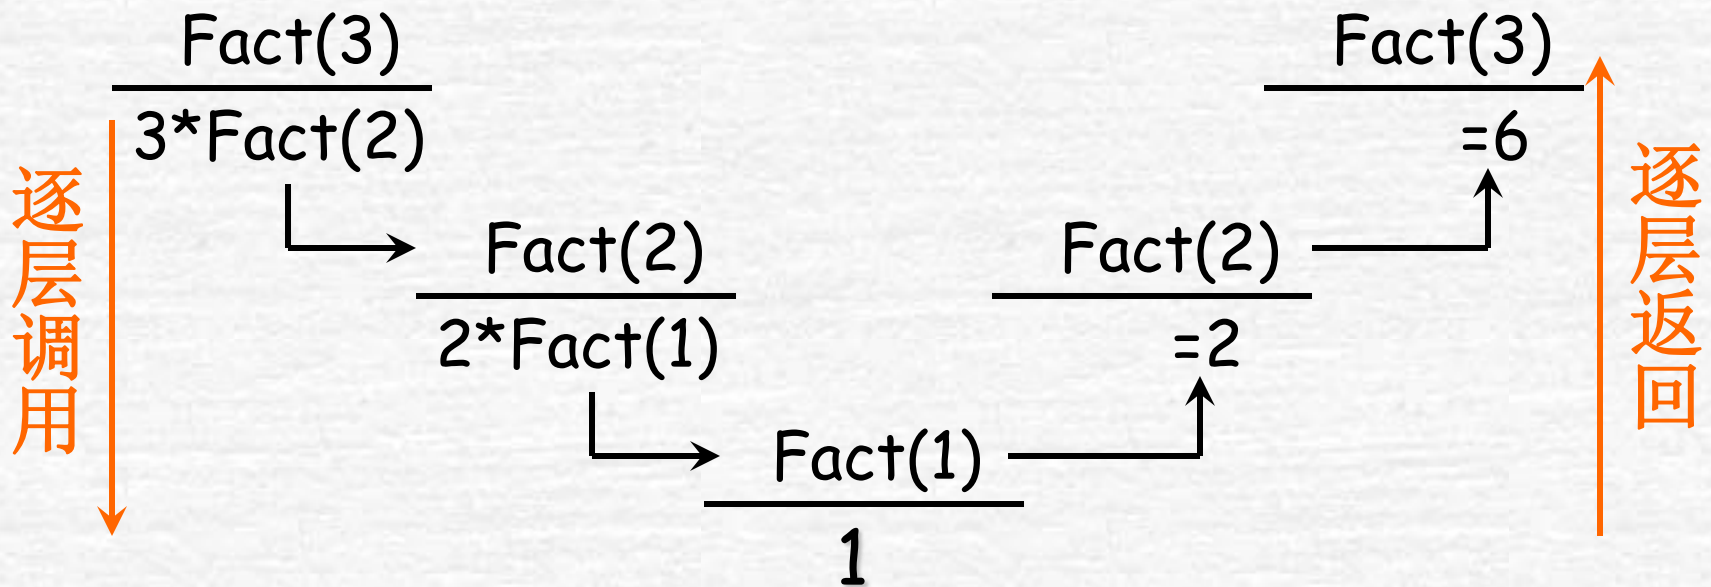 Fact(3)
3*Fact(2)
逐层调用
Fact(2)
2*Fact(1)
Fact(1)
1
Fact(2)
=2
Fact(3)
=6
逐层返回